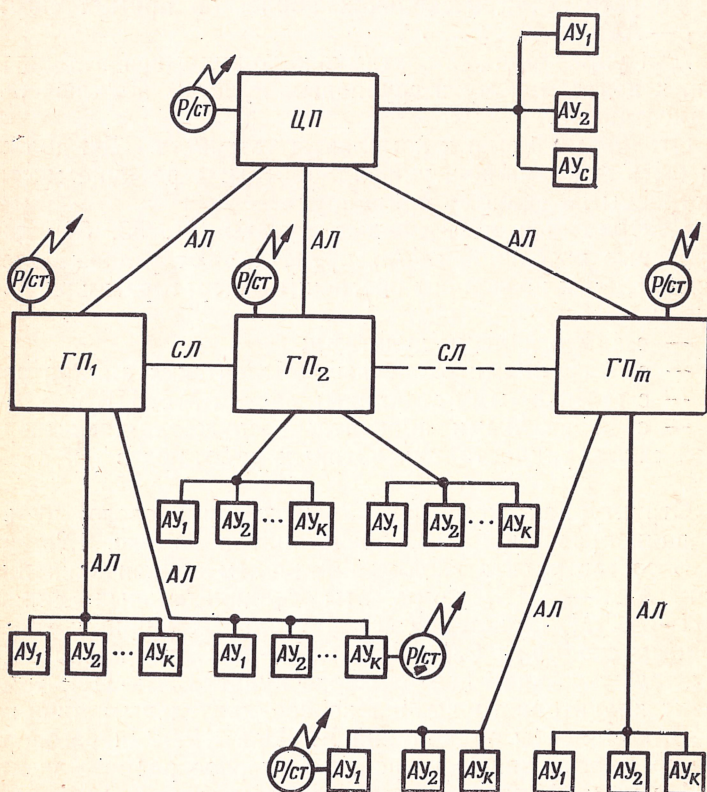 АУ1
Р/ст
ЦП
АУ2
АУС
АЛ АЛ АЛ
Р/ст Р/ст Р/ст
ГП1 СЛ ГП2 СЛ ГПm
АУ1 АУ2 ... АУК АУ1 АУ2 ... АУК
АЛ АЛ
АЛ АЛ
АУ1 АУ2 ... АУК АУ1 АУ2 ... АУК Р/ст
Р/ст АУ1 АУ2 АУК АУ1 АУ2 АУК